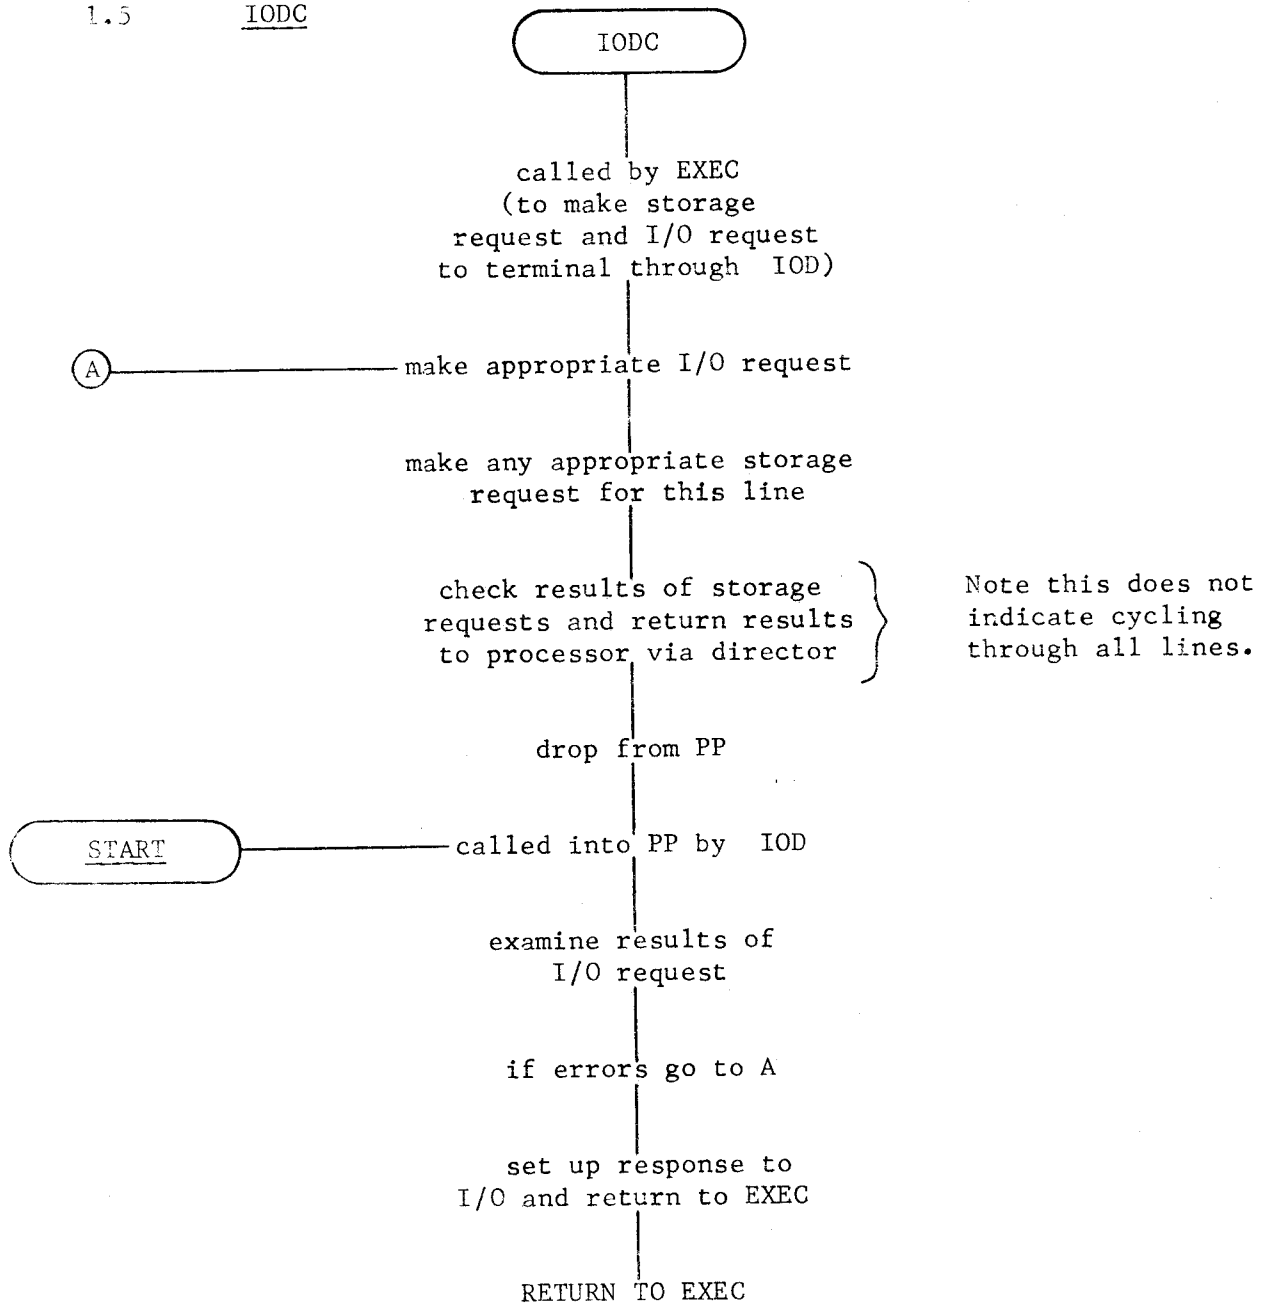 1.5 IODC
IODC
called by EXEC
(to make storage
request and I/O request
to terminal through IOD)
A
make appropriate I/O request
make any appropriate storage
request for this line
check results of storage
requests and return results
to processor via director
Note this does not
indicate cycling
through all lines.
drop from PP
START
called into PP by IOD
examine results of
I/O request
if errors go to A
set up response to
I/O and return to EXEC
RETURN TO EXEC